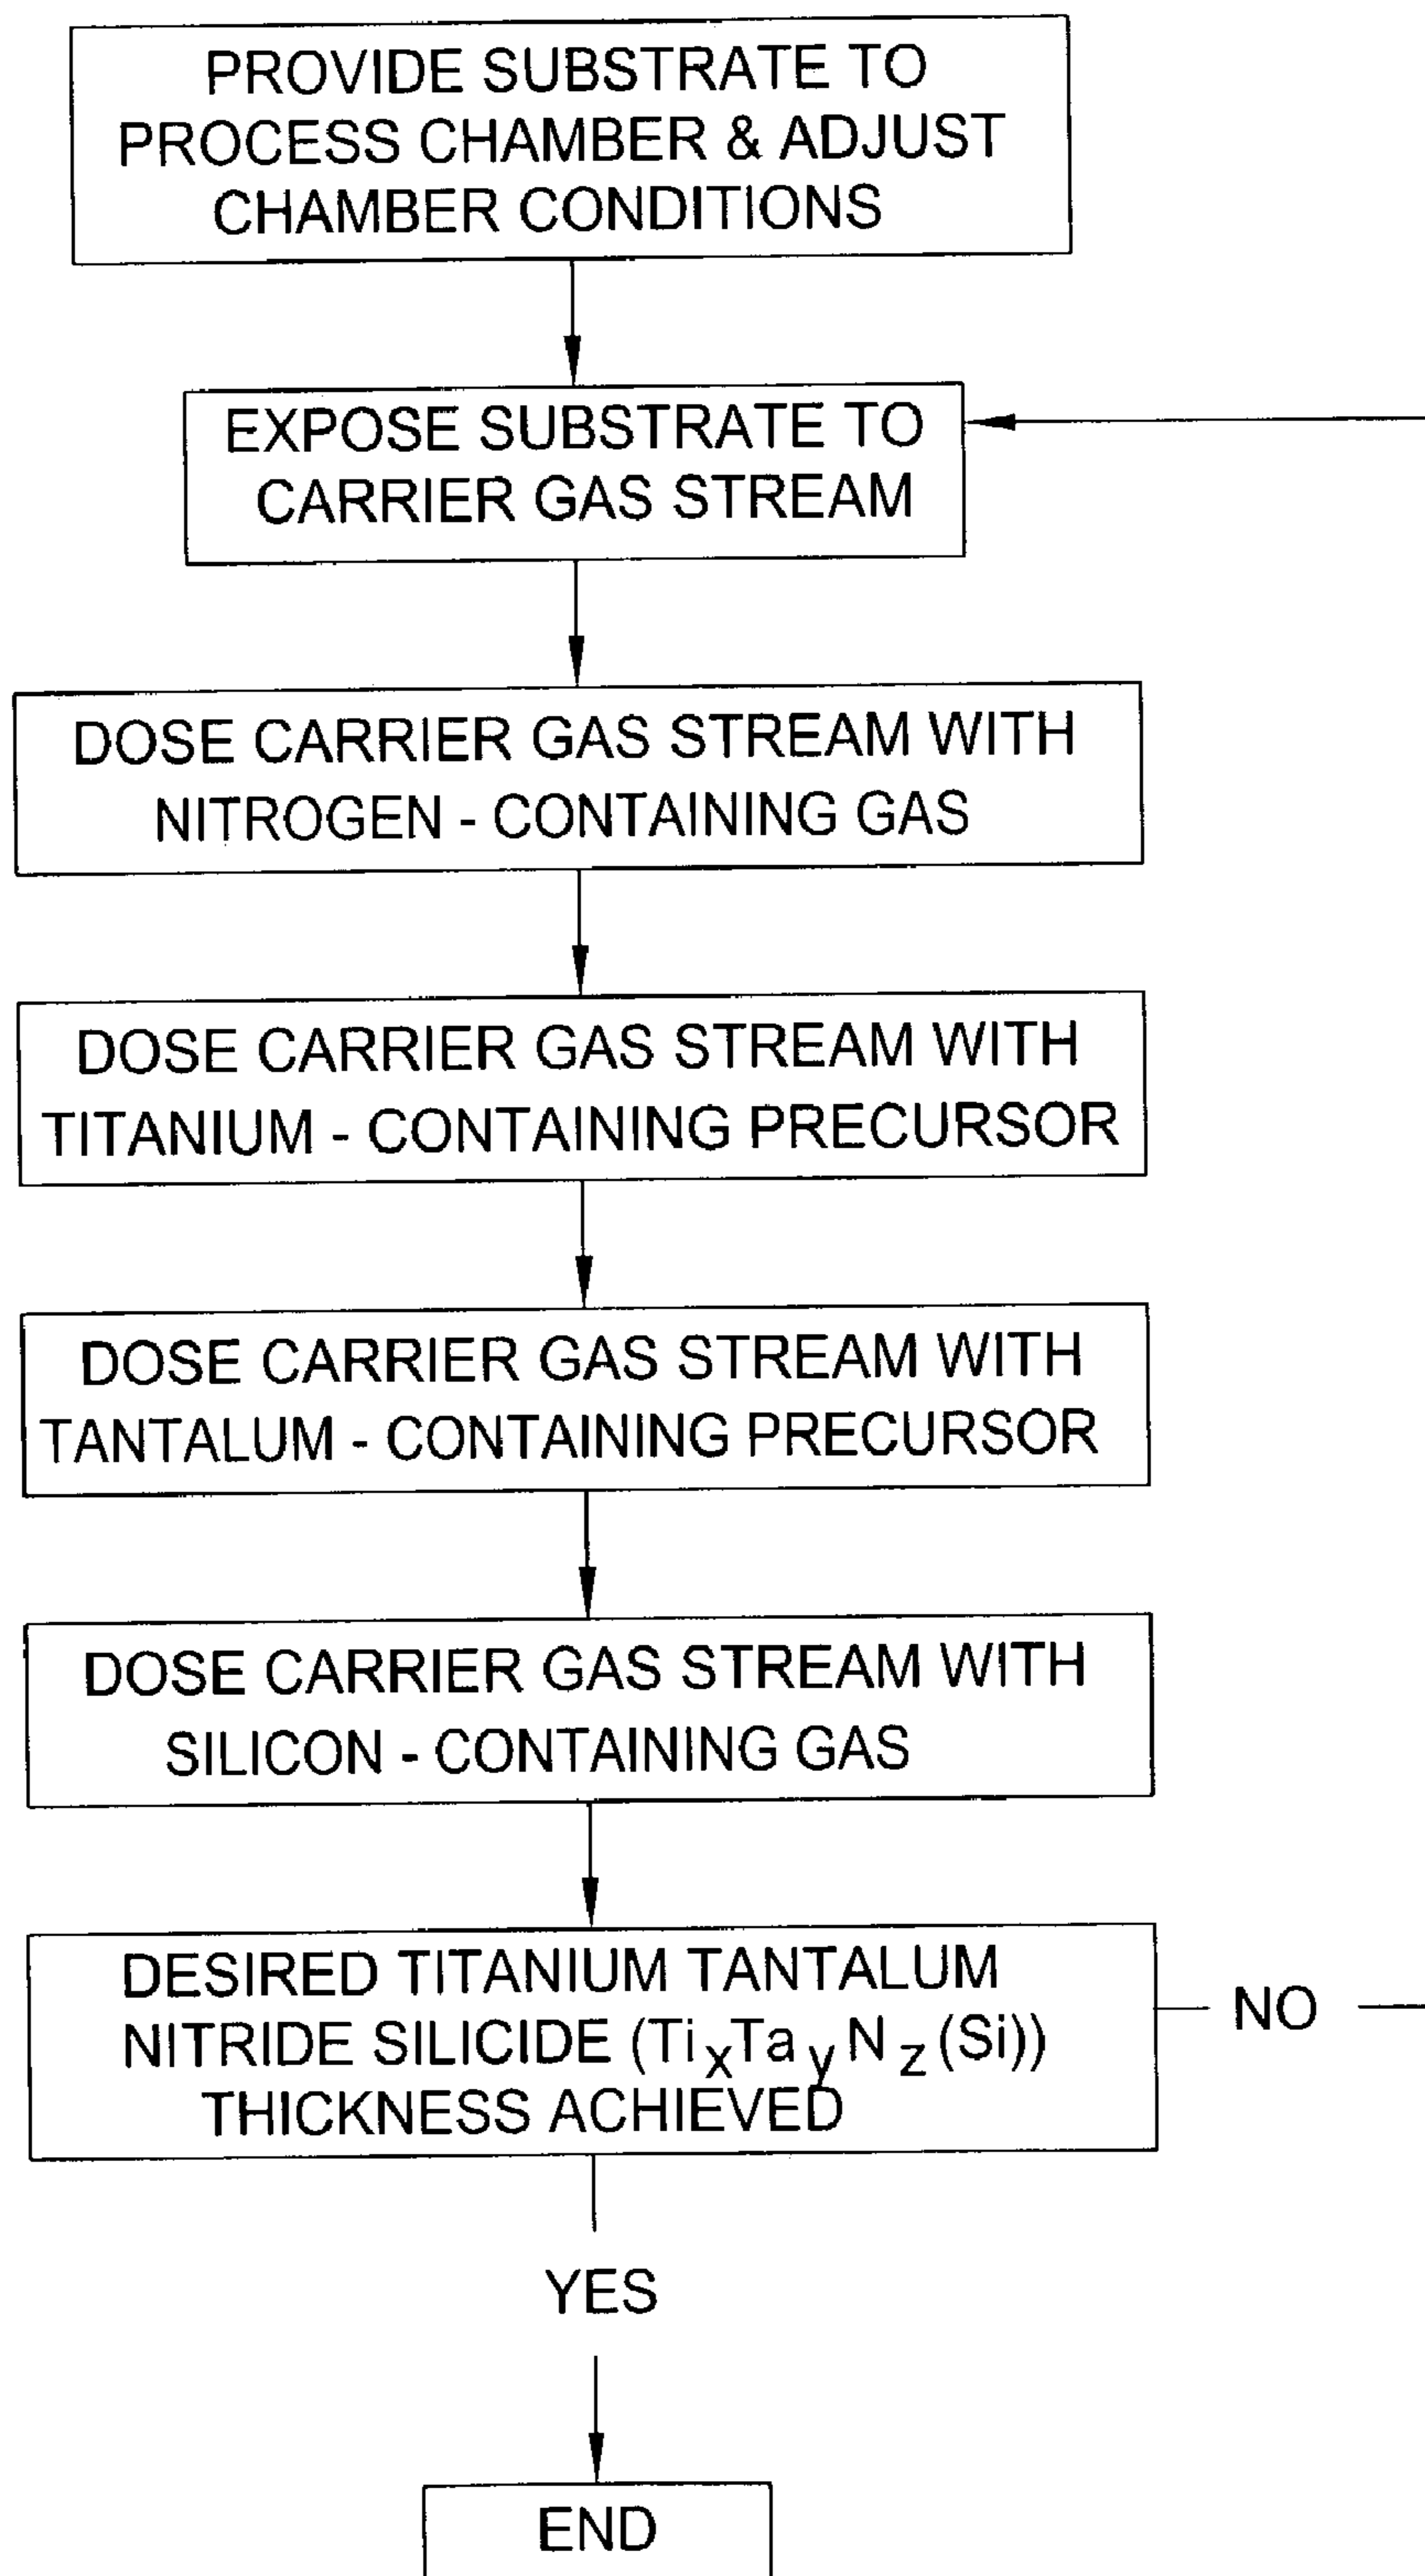 PROVIDE SUBSTRATE TO
PROCESS CHAMBER & ADJUST
CHAMBER CONDITIONS
EXPOSE SUBSTRATE TO
CARRIER GAS STREAM
DOSE CARRIER GAS STREAM WITH
NITROGEN - CONTAINING GAS
DOSE CARRIER GAS STREAM WITH
TITANIUM - CONTAINING PRECURSOR
DOSE CARRIER GAS STREAM WITH
TANTALUM - CONTAINING PRECURSOR
DOSE CARRIER GAS STREAM WITH
SILICON - CONTAINING GAS
DESIRED TITANIUM TANTALUM
NITRIDE SILICIDE (TixTayNz(Si))
THICKNESS ACHIEVED
NO
YES
END